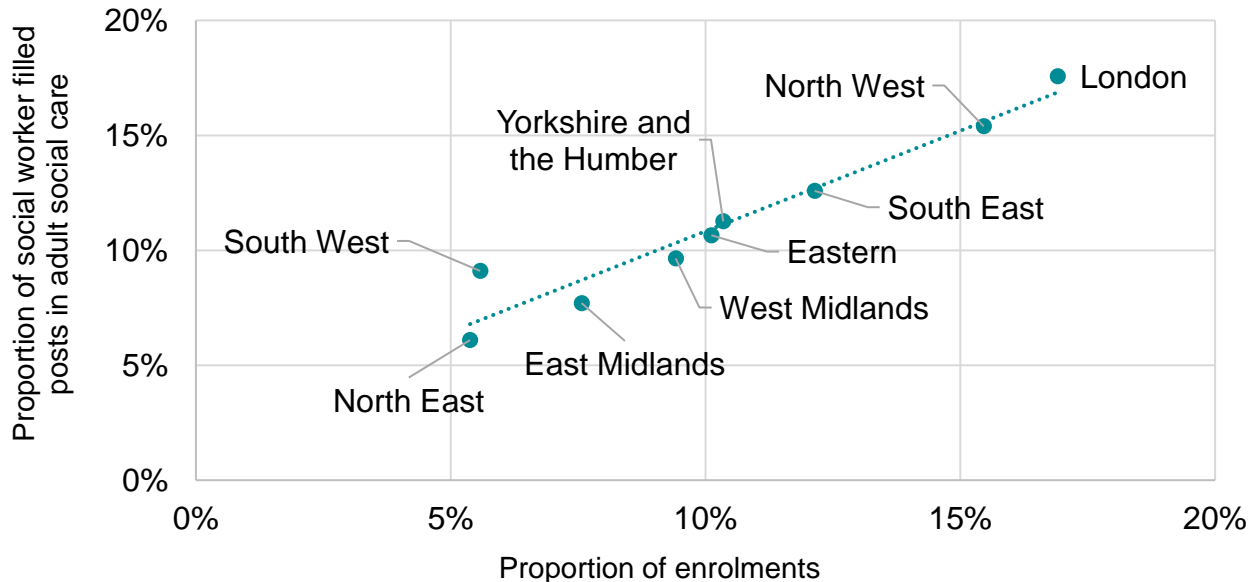 Proportion of social worker filled
posts in adult social care
20%
15%
10%
5%
0%
London
North West
Yorkshire and
the Humber
South East
South West
Eastern
West Midlands
East Midlands
North East
0%
5%
10%
15%
20%
Proportion of enrolments